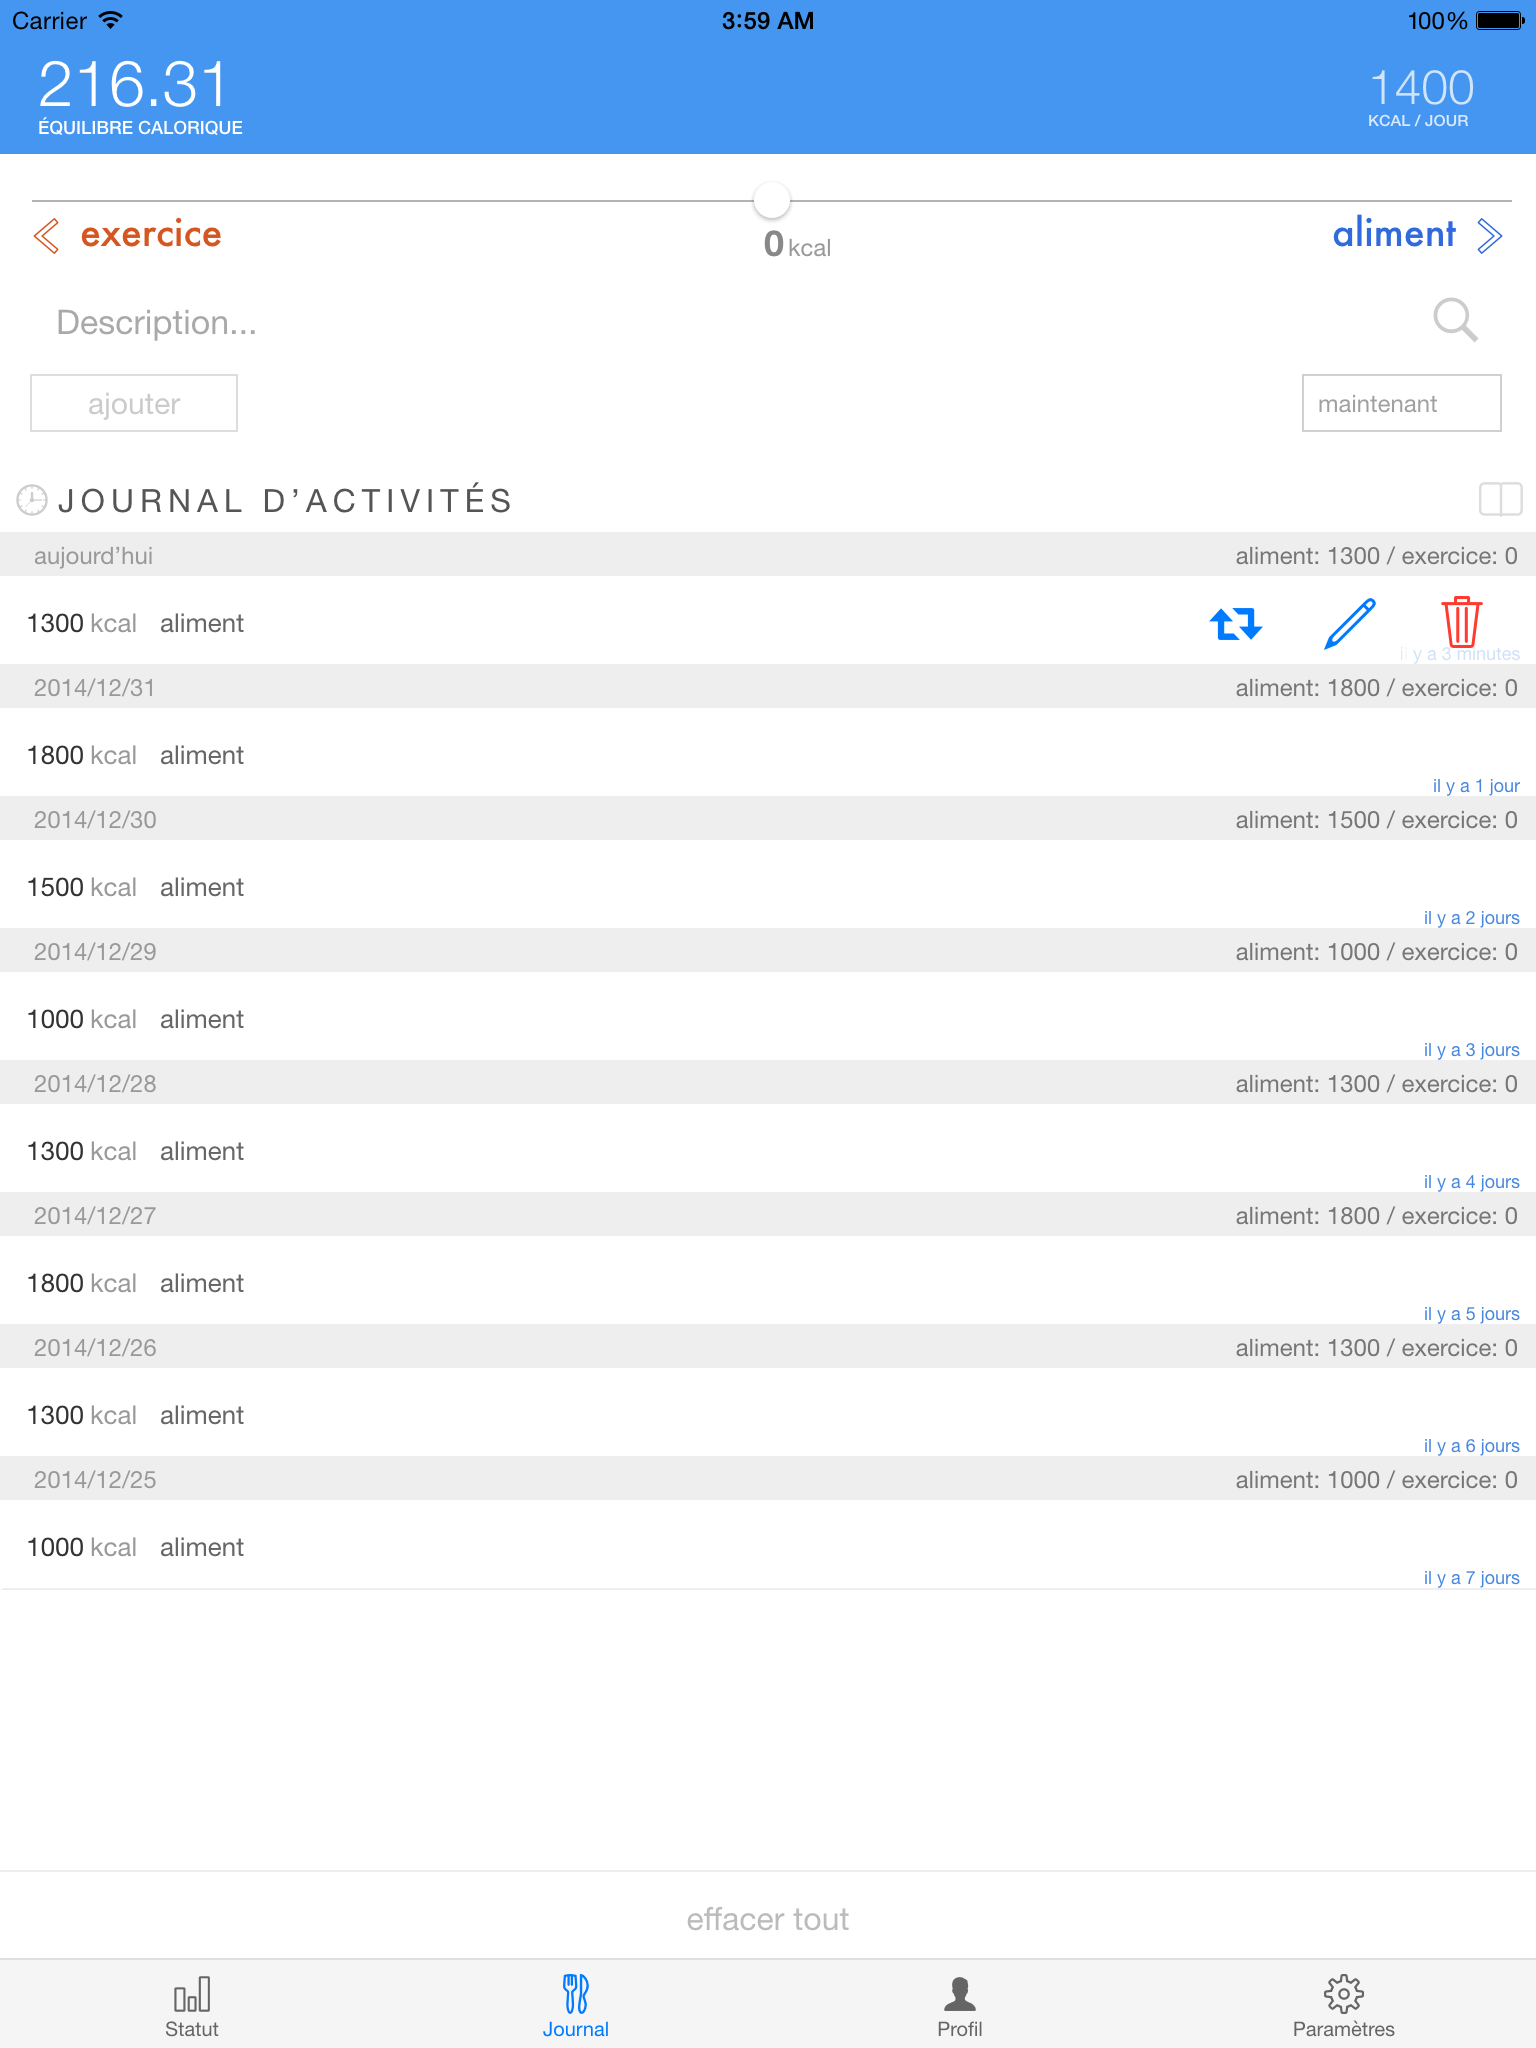 Carrier 3:59 AM 100%
216.31 1400
ÉQUILIBRE CALORIQUE KCAL / JOUR
exercice 0 kcal aliment
Description...
ajouter maintenant
JOURNAL D’ACTIVITÉS
aujourd’hui aliment: 1300 / exercice: 0
1300 kcal aliment
il y a 3 minutes
2014/12/31 aliment: 1800 / exercice: 0
1800 kcal aliment
il y a 1 jour
2014/12/30 aliment: 1500 / exercice: 0
1500 kcal aliment
il y a 2 jours
2014/12/29 aliment: 1000 / exercice: 0
1000 kcal aliment
il y a 3 jours
2014/12/28 aliment: 1300 / exercice: 0
1300 kcal aliment
il y a 4 jours
2014/12/27 aliment: 1800 / exercice: 0
1800 kcal aliment
il y a 5 jours
2014/12/26 aliment: 1300 / exercice: 0
1300 kcal aliment
il y a 6 jours
2014/12/25 aliment: 1000 / exercice: 0
1000 kcal aliment
il y a 7 jours
effacer tout
Statut Journal Profil Paramètres